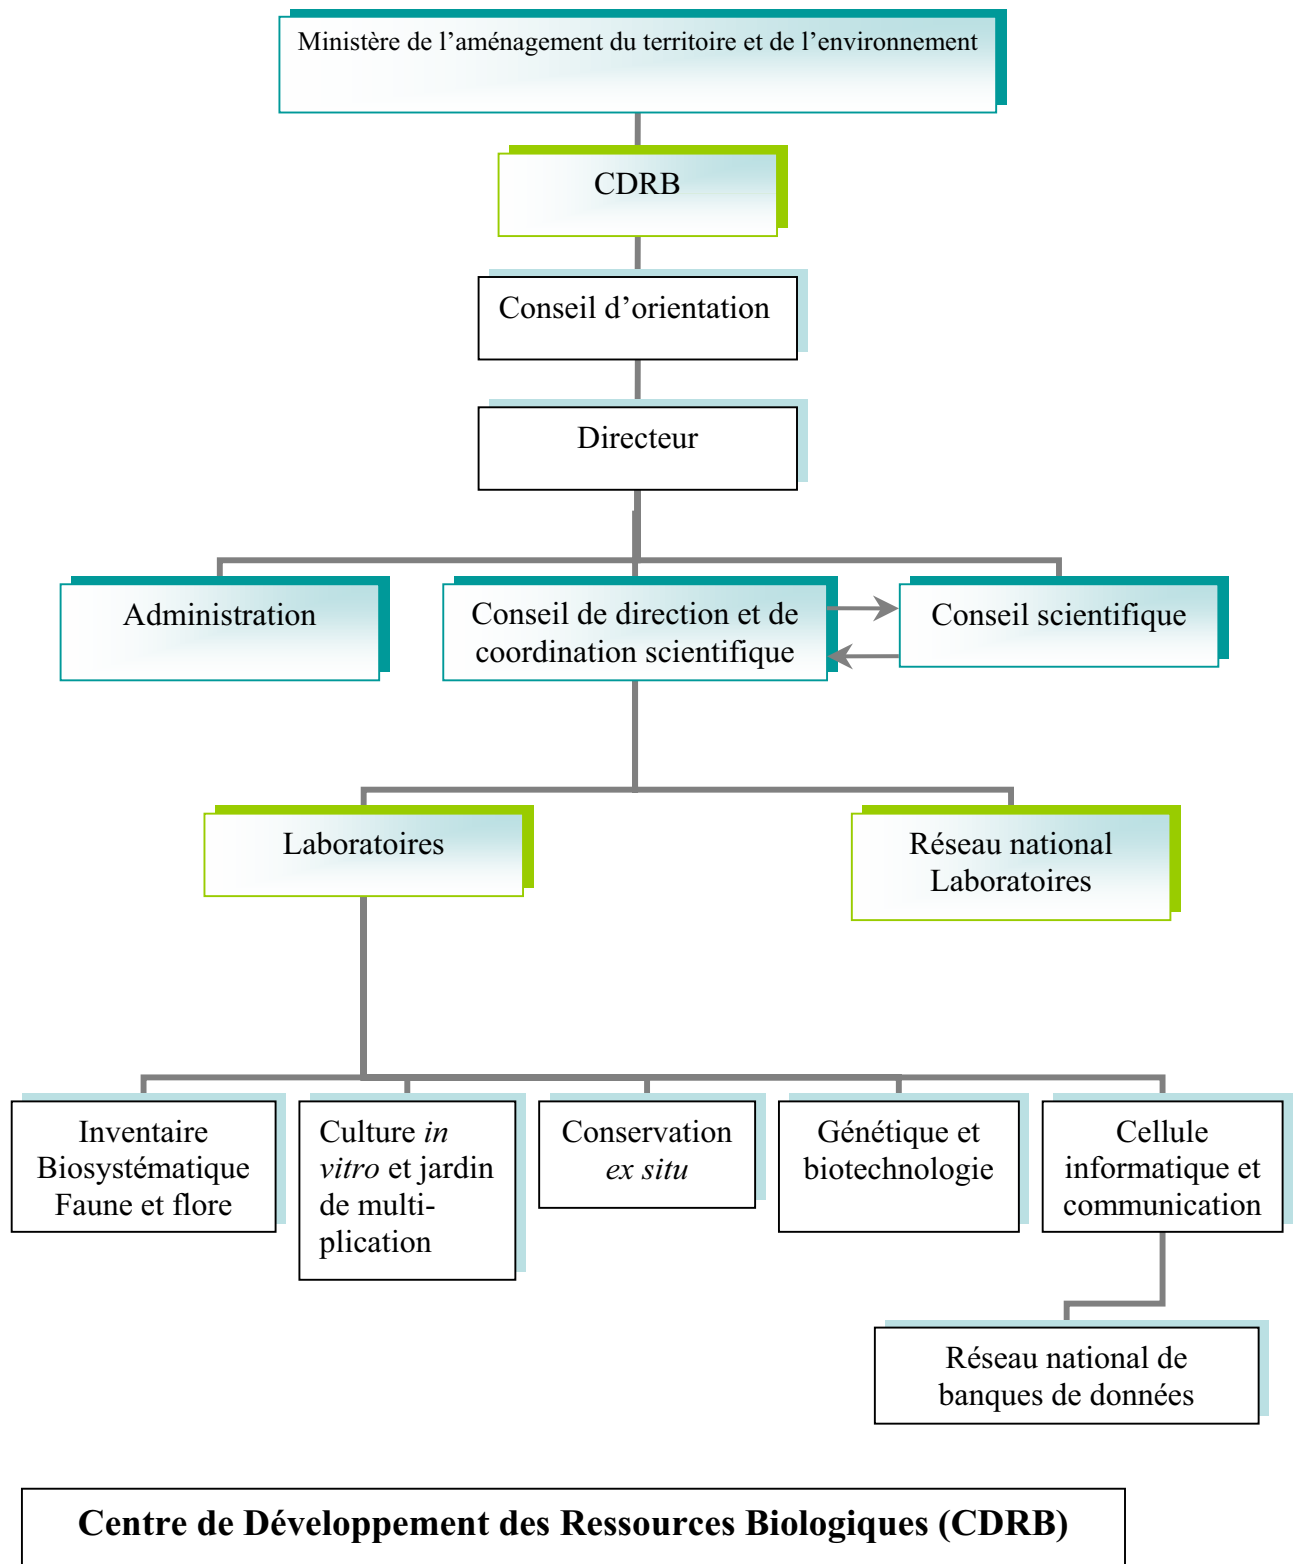 Ministère de l’aménagement du territoire et de l’environnement
CDRB
Conseil d’orientation
Directeur
Administration
Conseil de direction et de
coordination scientifique
Conseil scientifique
Laboratoires
Réseau national
Laboratoires
Inventaire
Biosystématique
Faune et flore
Culture in
vitro et jardin
de multi-
plication
Conservation
ex situ
Génétique et
biotechnologie
Cellule
informatique et
communication
Réseau national de
banques de données
Centre de Développement des Ressources Biologiques (CDRB)